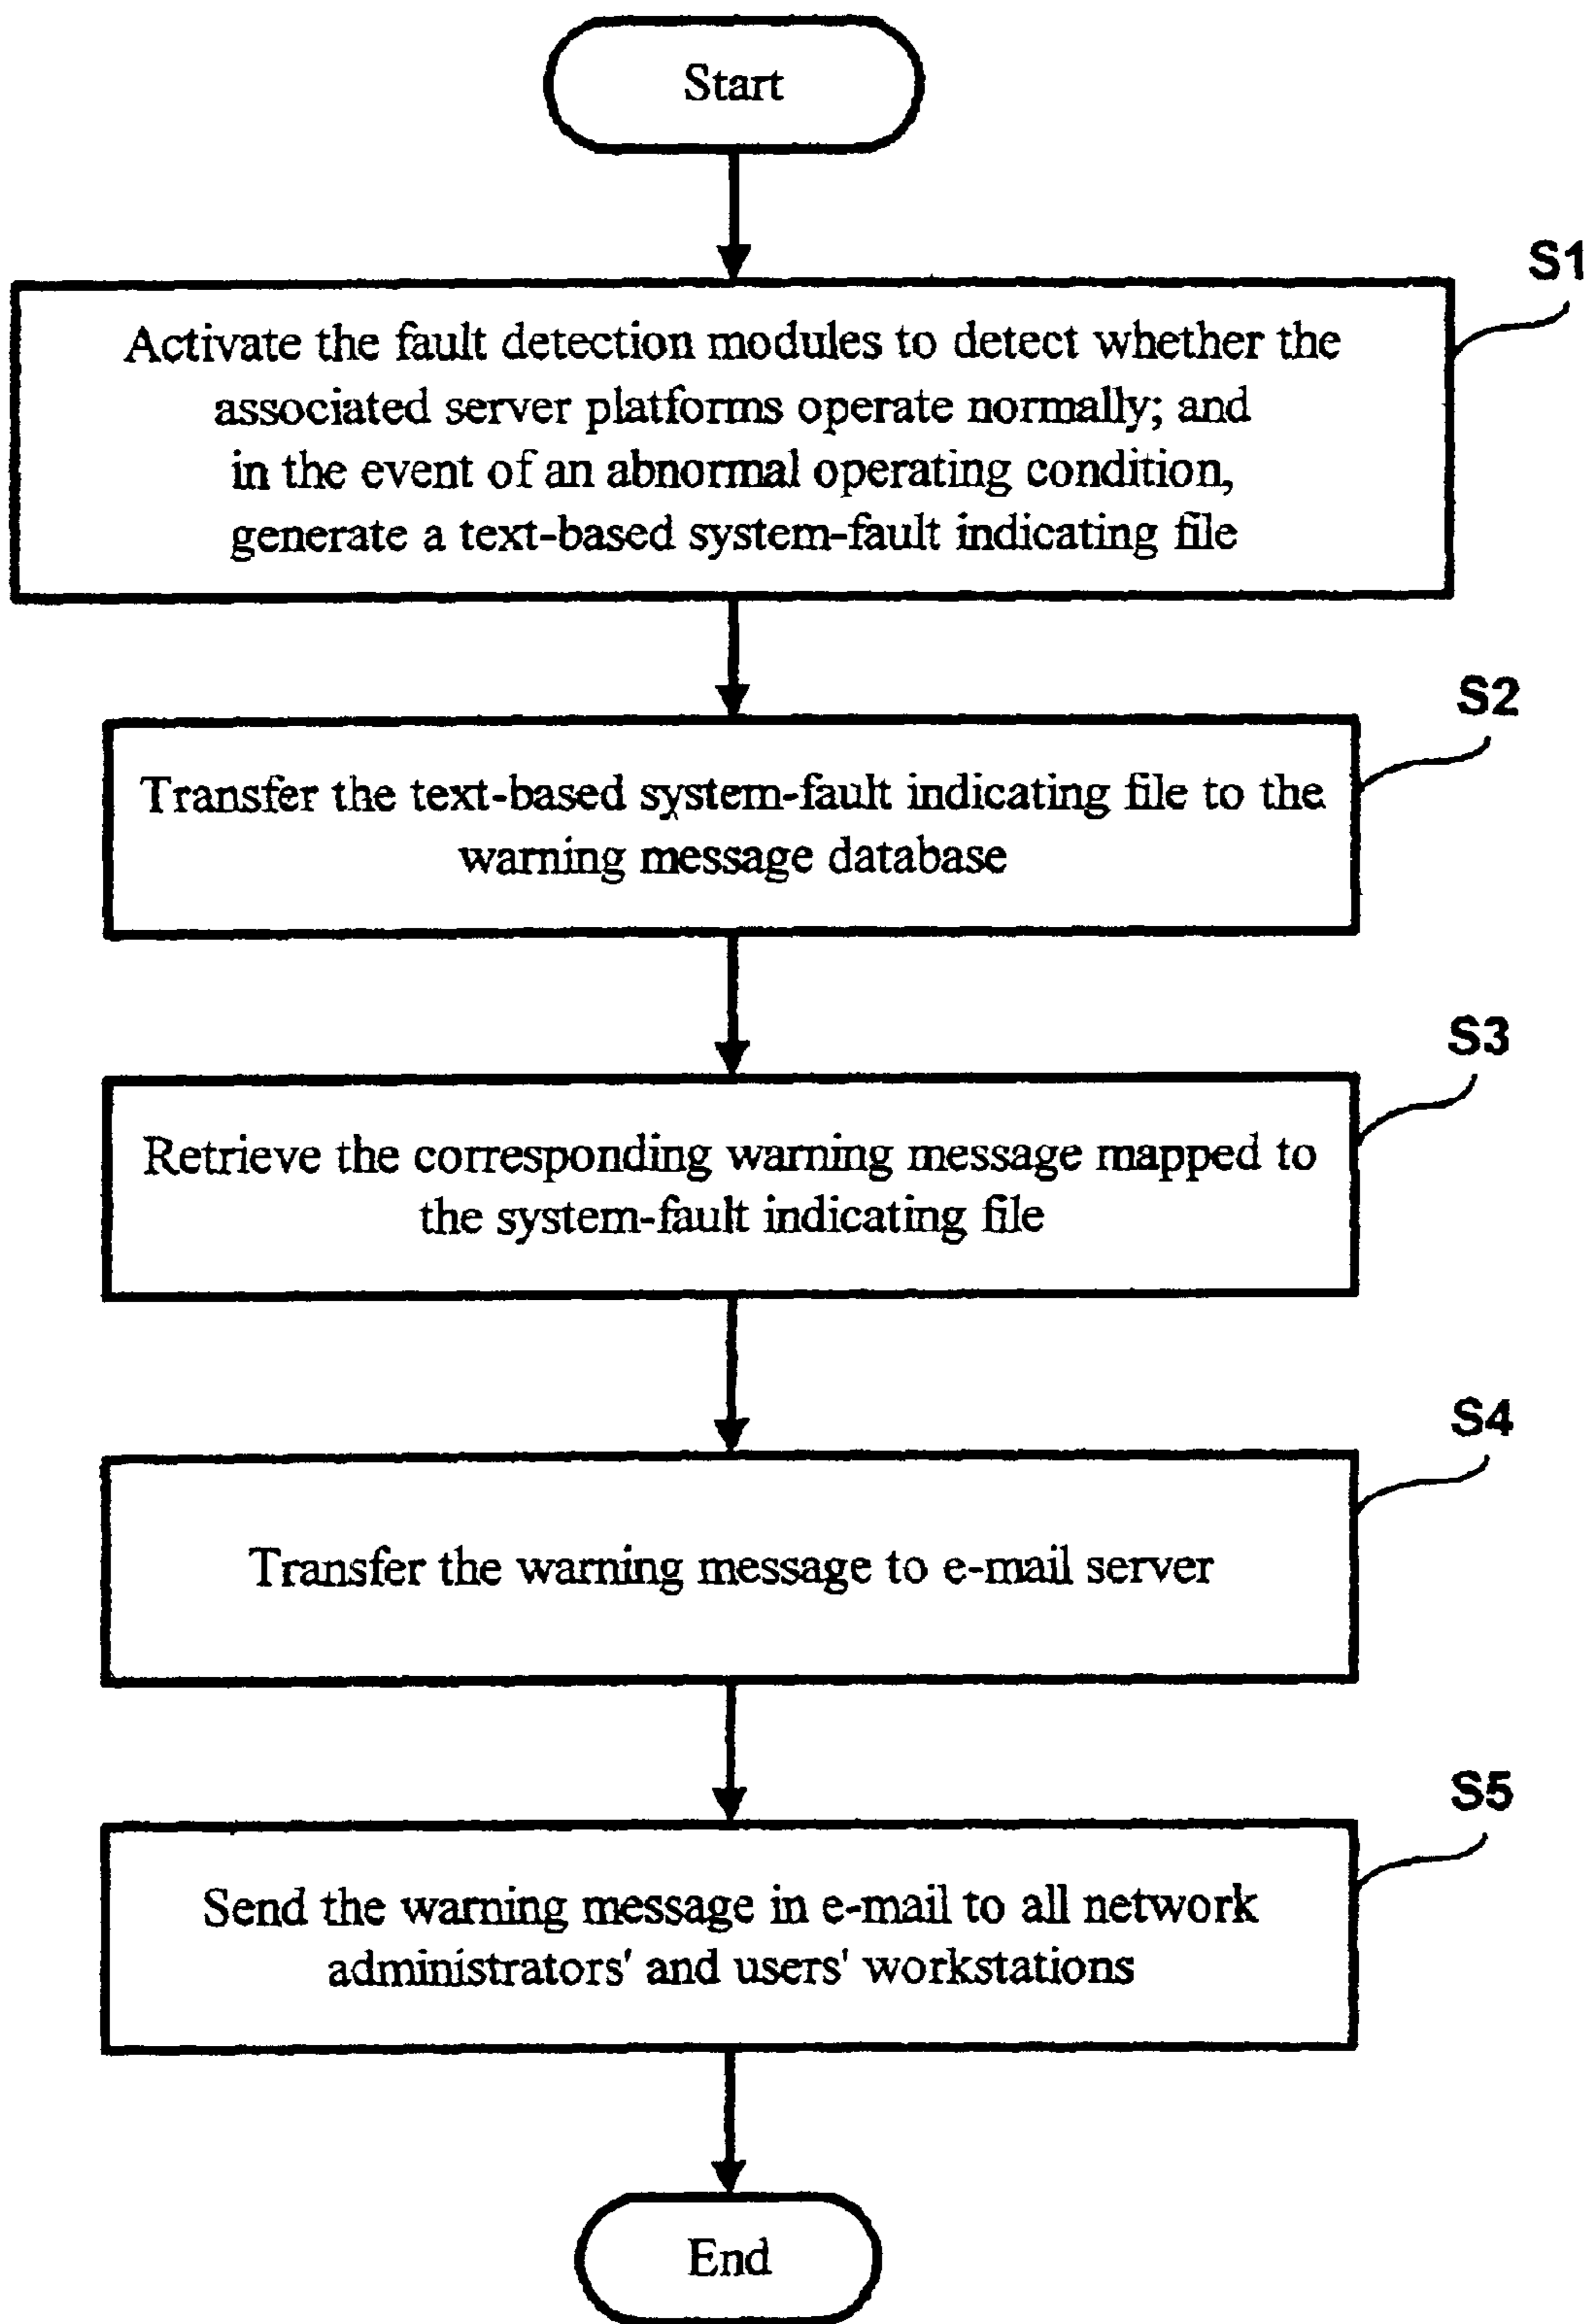 Start
S1
Activate the fault detection modules to detect whether the
associated server platforms operate normally; and
in the event of an abnormal operating condition,
generate a text-based system-fault indicating file
S2
Transfer the text-based system-fault indicating file to the
warning message database
S3
Retrieve the corresponding warning message mapped to
the system-fault indicating file
S4
Transfer the warning message to e-mail server
S5
Send the warning message in e-mail to all network
administrators' and users' workstations
End